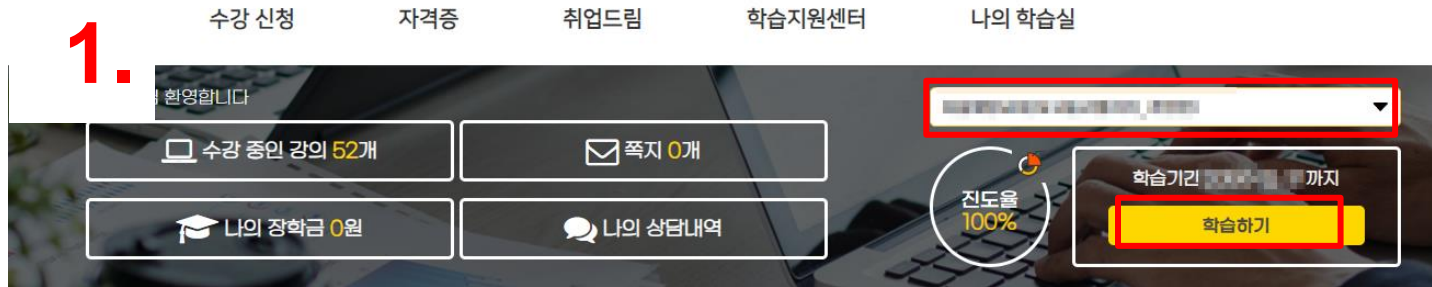 수강 신청 자격증 취업드림 학습지원센터 나의 학습실
1.
환영합니다
수강 중인 강의 52개
쪽지 0개
나의 장학금 0원
나의 상담내역
진도율
100%
학습기간 까지
학습하기